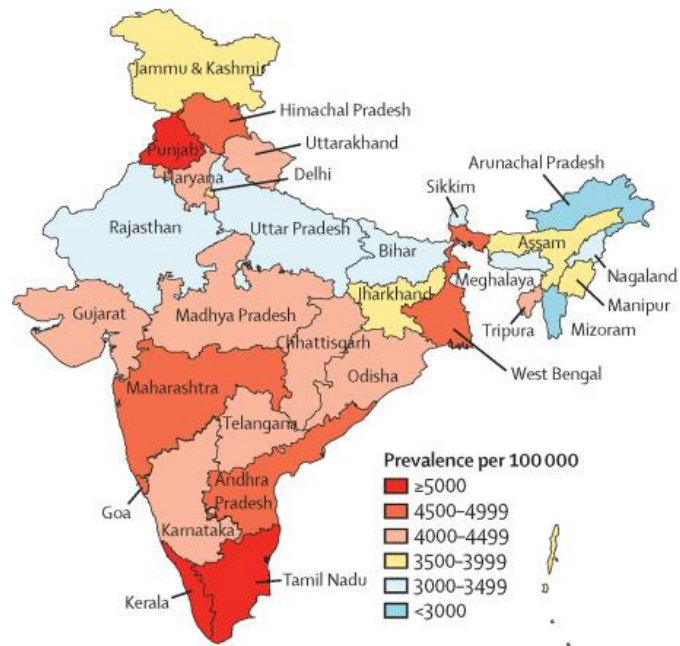 Jammu & Kashmir
Himachal Pradesh
Punjab
Uttarakhand
Haryana
Delhi
Arunachal Pradesh
Sikkim
Rajasthan
Uttar Pradesh
Bihar
Assam
Meghalaya
Nagaland
Jharkhand
Manipur
Gujarat
Madhya Pradesh
Tripura
Mizoram
Chhattisgarh
West Bengal
Odisha
Maharashtra
Telangana
Prevalence per 100 000
≥5000
4500–4999
4000–4499
3500–3999
3000–3499
<3000
Andhra
Pradesh
Goa
Karnataka
Tamil Nadu
Kerala